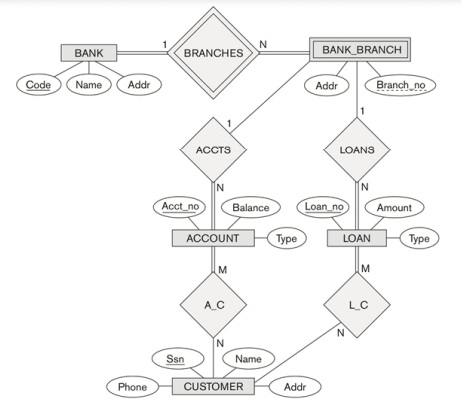 1 BRANCHES N
BANK BANK_BRANCH
Code Name Addr Addr Branch_no
1 1
ACCTS LOANS
N N
Acct_no Balance Loan_no Amount
ACCOUNT Type LOAN Type
M M
A_C L_C
N N
Ssn Name
Phone CUSTOMER Addr